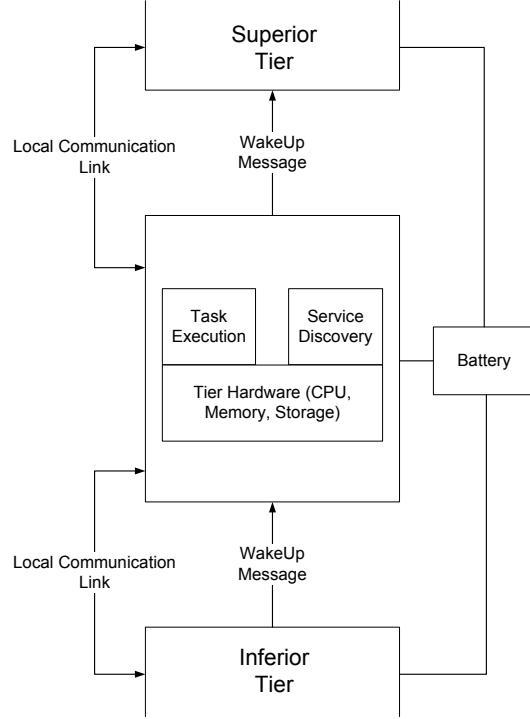 Superior
Tier
WakeUp
Message
Local Communication
Link
Task
Execution
Service
Discovery
Battery
Tier Hardware (CPU,
Memory, Storage)
WakeUp
Message
Local Communication
Link
Inferior
Tier